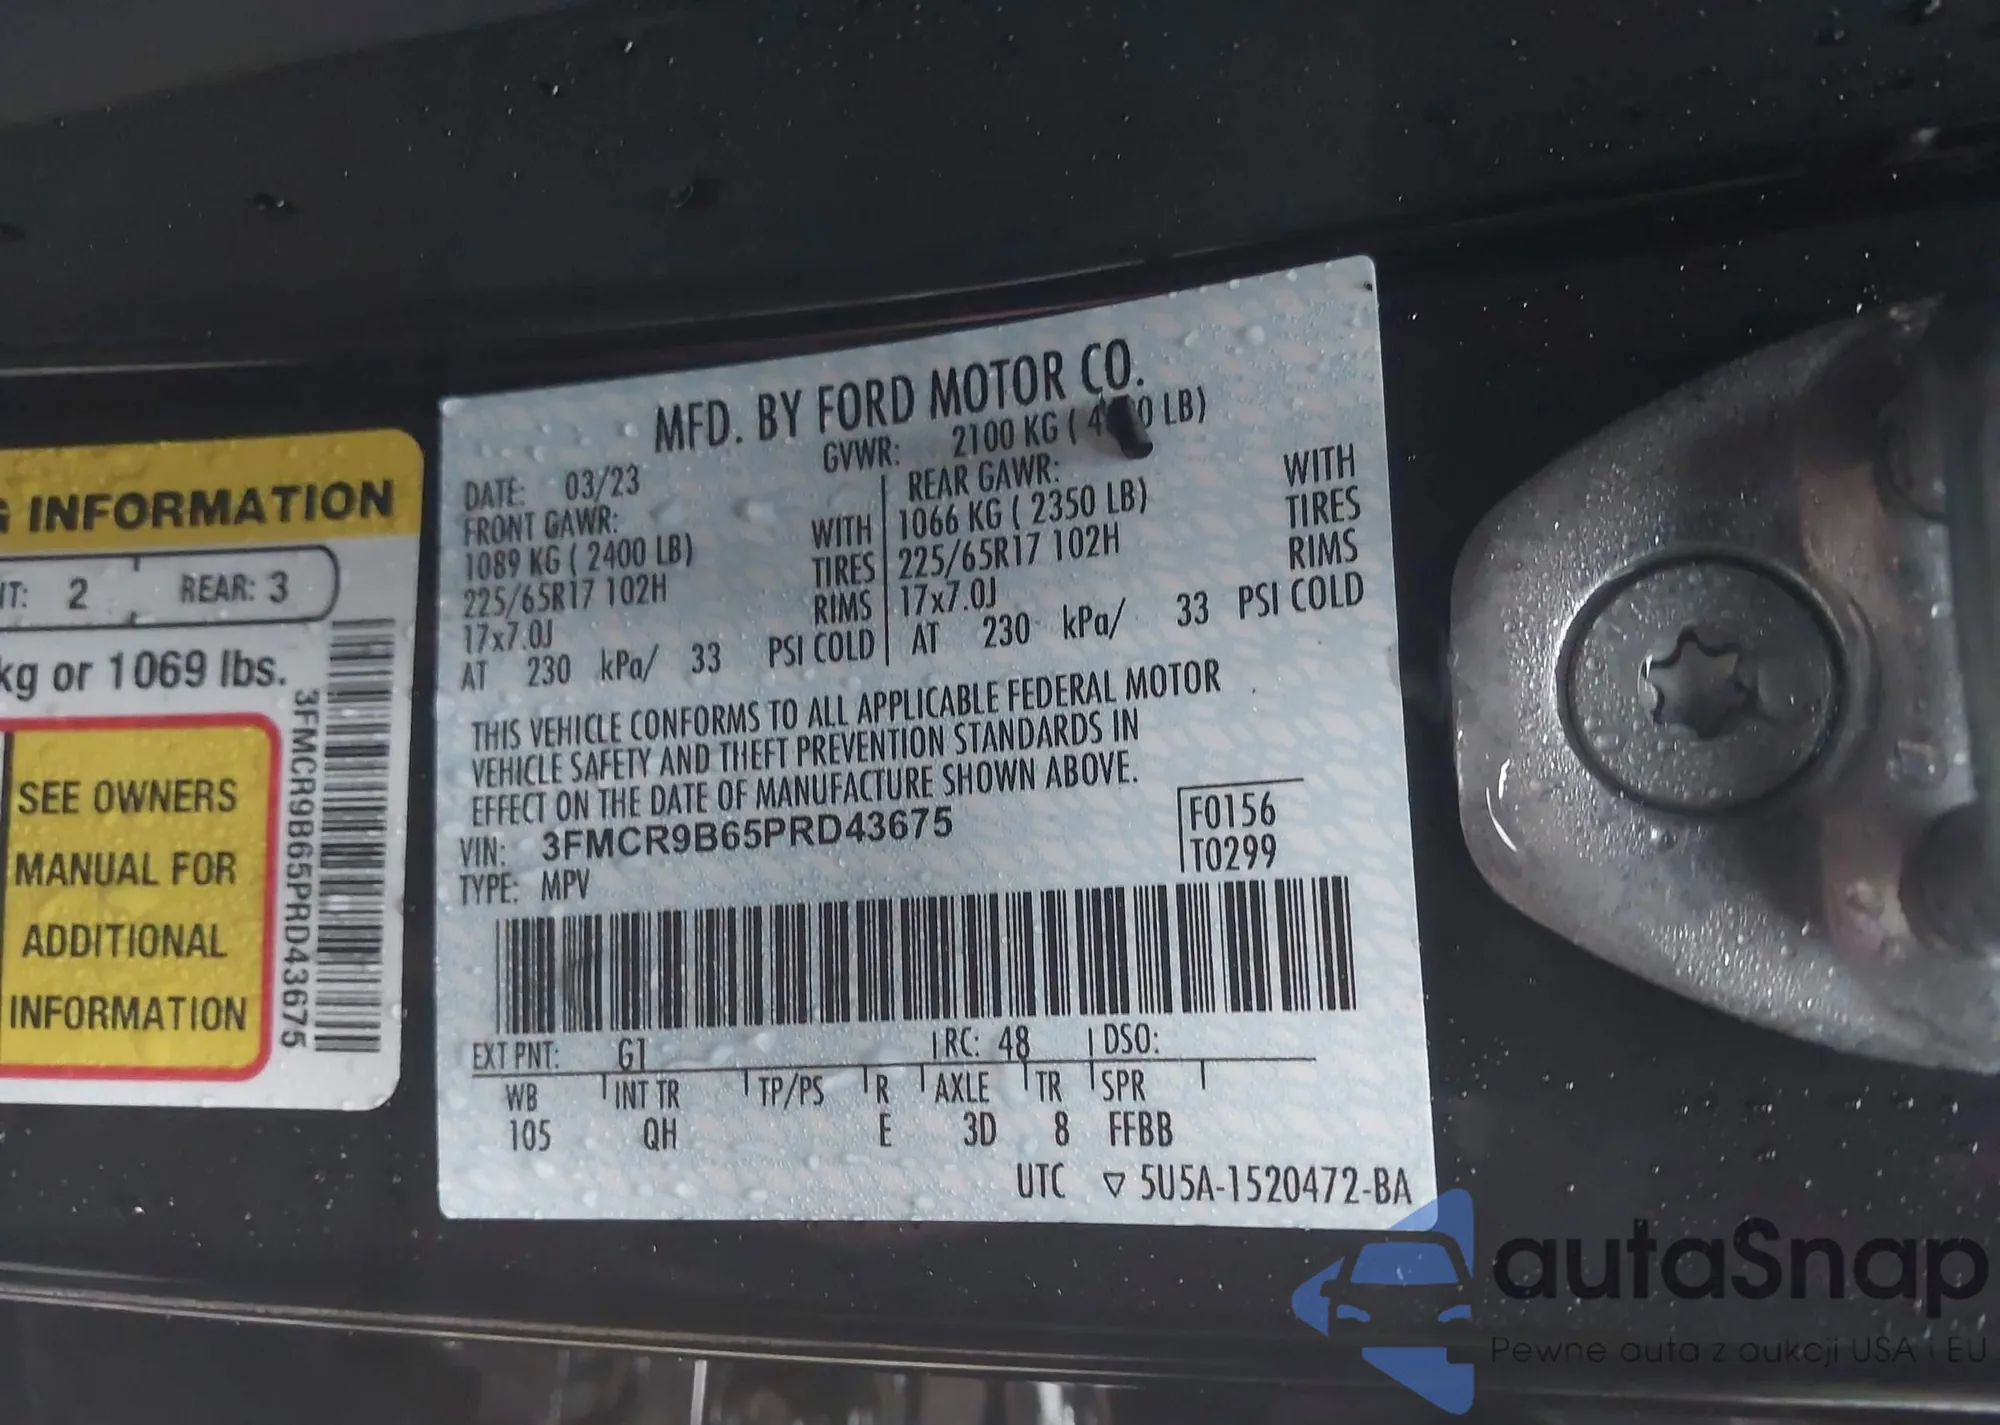 INFORMATION
2 REAR: 3
kg or 1069 lbs.
SEE OWNERS
MANUAL FOR
ADDITIONAL
INFORMATION
3FMCR9B65PRD43675
MFD. BY FORD MOTOR CO.
GVWR: 2100 KG ( LB)
DATE: 03/23
FRONT GAWR: REAR GAWR:
1089 KG ( 2400 LB) WITH 1066 KG ( 2350 LB) WITH
225/65R17 102H TIRES 225/65R17 102H TIRES
17x7.0J RIMS 17x7.0J RIMS
AT 230 kPa/ 33 PSI COLD AT 230 kPa/ 33 PSI COLD
THIS VEHICLE CONFORMS TO ALL APPLICABLE FEDERAL MOTOR
VEHICLE SAFETY AND THEFT PREVENTION STANDARDS IN
EFFECT ON THE DATE OF MANUFACTURE SHOWN ABOVE.
VIN: 3FMCR9B65PRD43675
TYPE: MPV
F0156
T0299
EXT PNT: G1 RC: 48 DSO:
WB INT TR TP/PS R AXLE TR SPR
105 QH E 3D 8 FFBB
UTC ▽ 5U5A-1520472-BA
autaSnap
Pewne auta z aukcji USA i EU